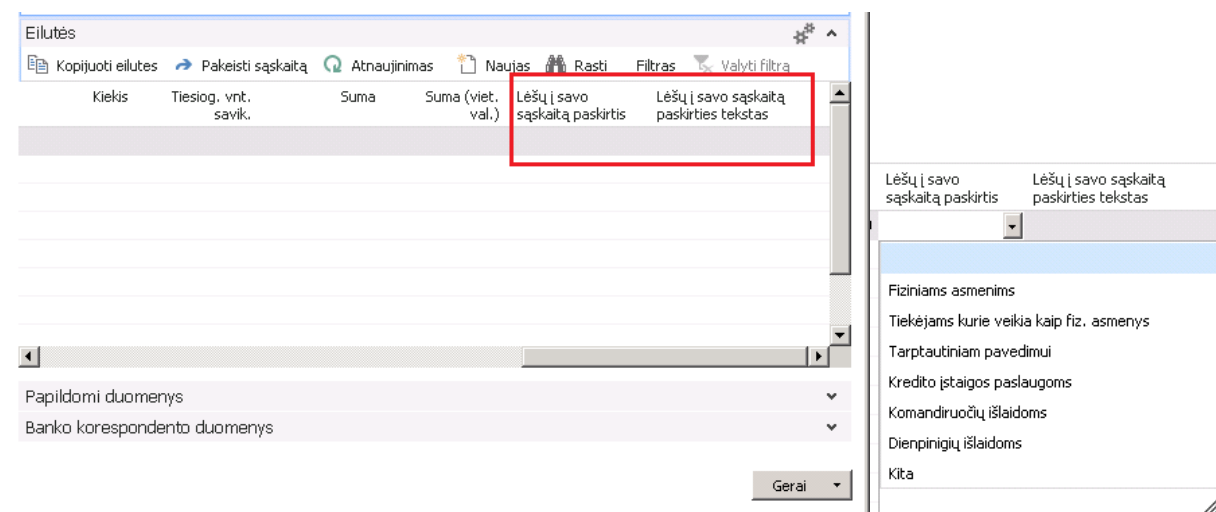 Eilutės
Kopijuoti eilutes Pakeisti sąskaitą Atnaujinimas Naujas Rasti Filtras Valyti filtrą
Kiekis Tiesiog. vnt. Suma Suma (viet. Lėšų į savo Lėšų į savo sąskaitą
savik. val.) sąskaitą paskirtis paskirties tekstas
Papildomi duomenys
Banko korespondento duomenys
Gerai
Lėšų į savo Lėšų į savo sąskaitą
sąskaitą paskirtis paskirties tekstas
Fiziniams asmenims
Tiekėjams kurie veikia kaip fiz. asmenys
Tarptautiniam pavedimui
Kredito įstaigos paslaugoms
Komandiruočių išlaidoms
Dienpinigių išlaidoms
Kita